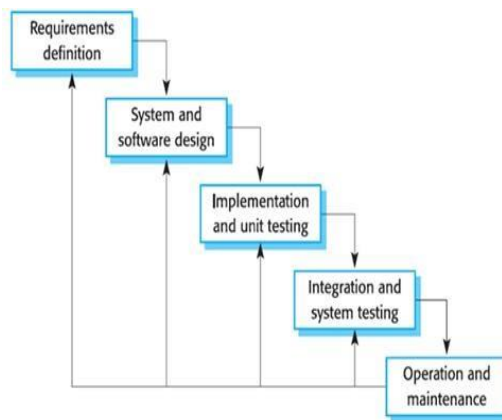 Requirements
definition
System and
software design
Implementation
and unit testing
Integration and
system testing
Operation and
maintenance